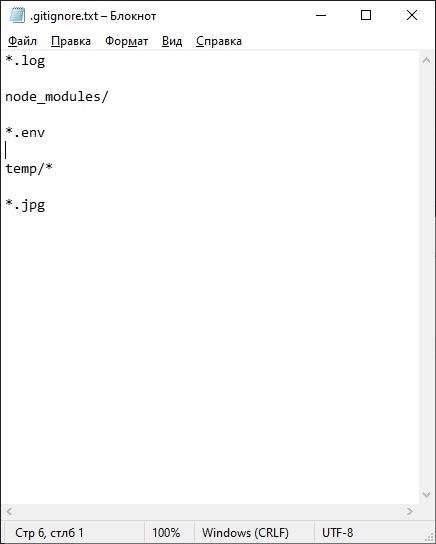 .gitignore.txt – Блокнот
Файл Правка Формат Вид Справка
*.log
node_modules/
*.env
temp/*
*.jpg
Стр 6, стлб 1 100% Windows (CRLF) UTF-8